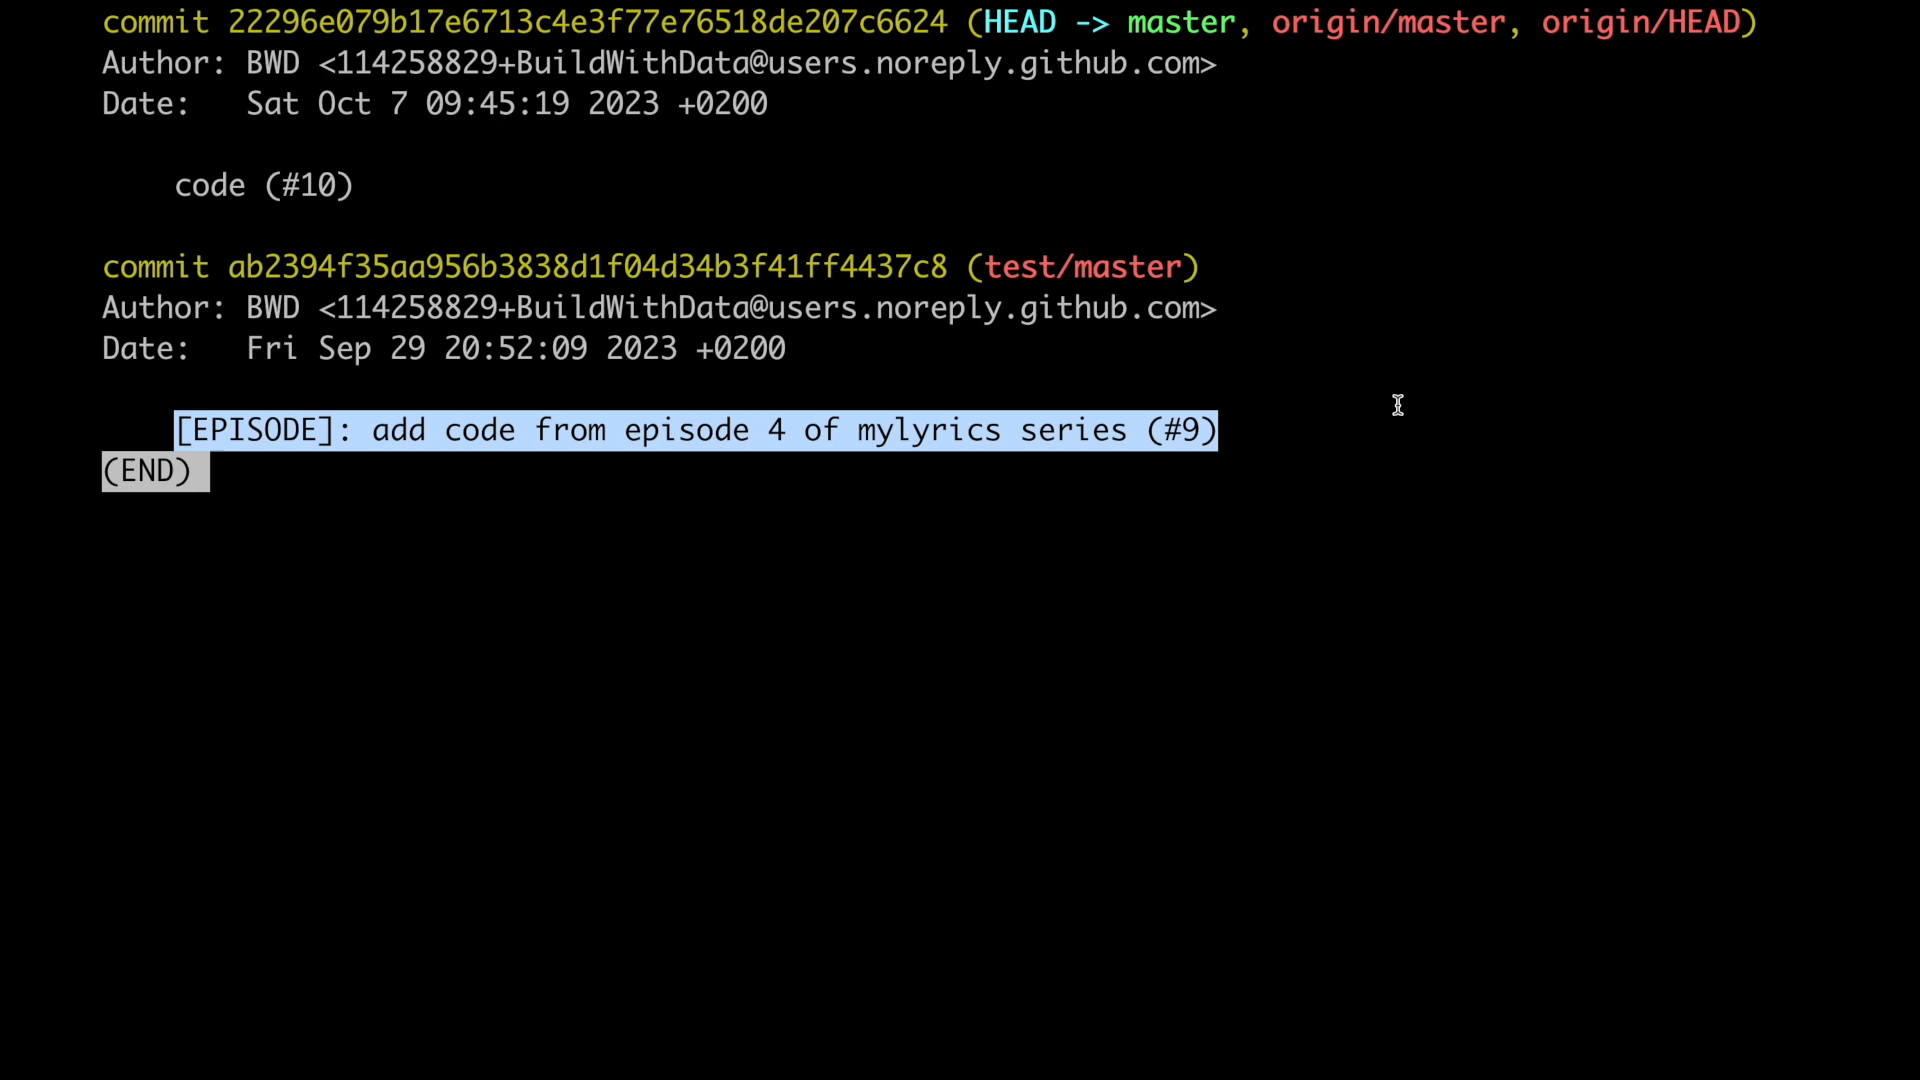 commit 22296e079b17e6713c4e3f77e76518de207c6624 (HEAD -> master, origin/master, origin/HEAD)
Author: BWD <114258829+BuildWithData@users.noreply.github.com>
Date:   Sat Oct 7 09:45:19 2023 +0200
code (#10)
commit ab2394f35aa956b3838d1f04d34b3f41ff4437c8 (test/master)
Author: BWD <114258829+BuildWithData@users.noreply.github.com>
Date:   Fri Sep 29 20:52:09 2023 +0200
[EPISODE]: add code from episode 4 of mylyrics series (#9)
(END)